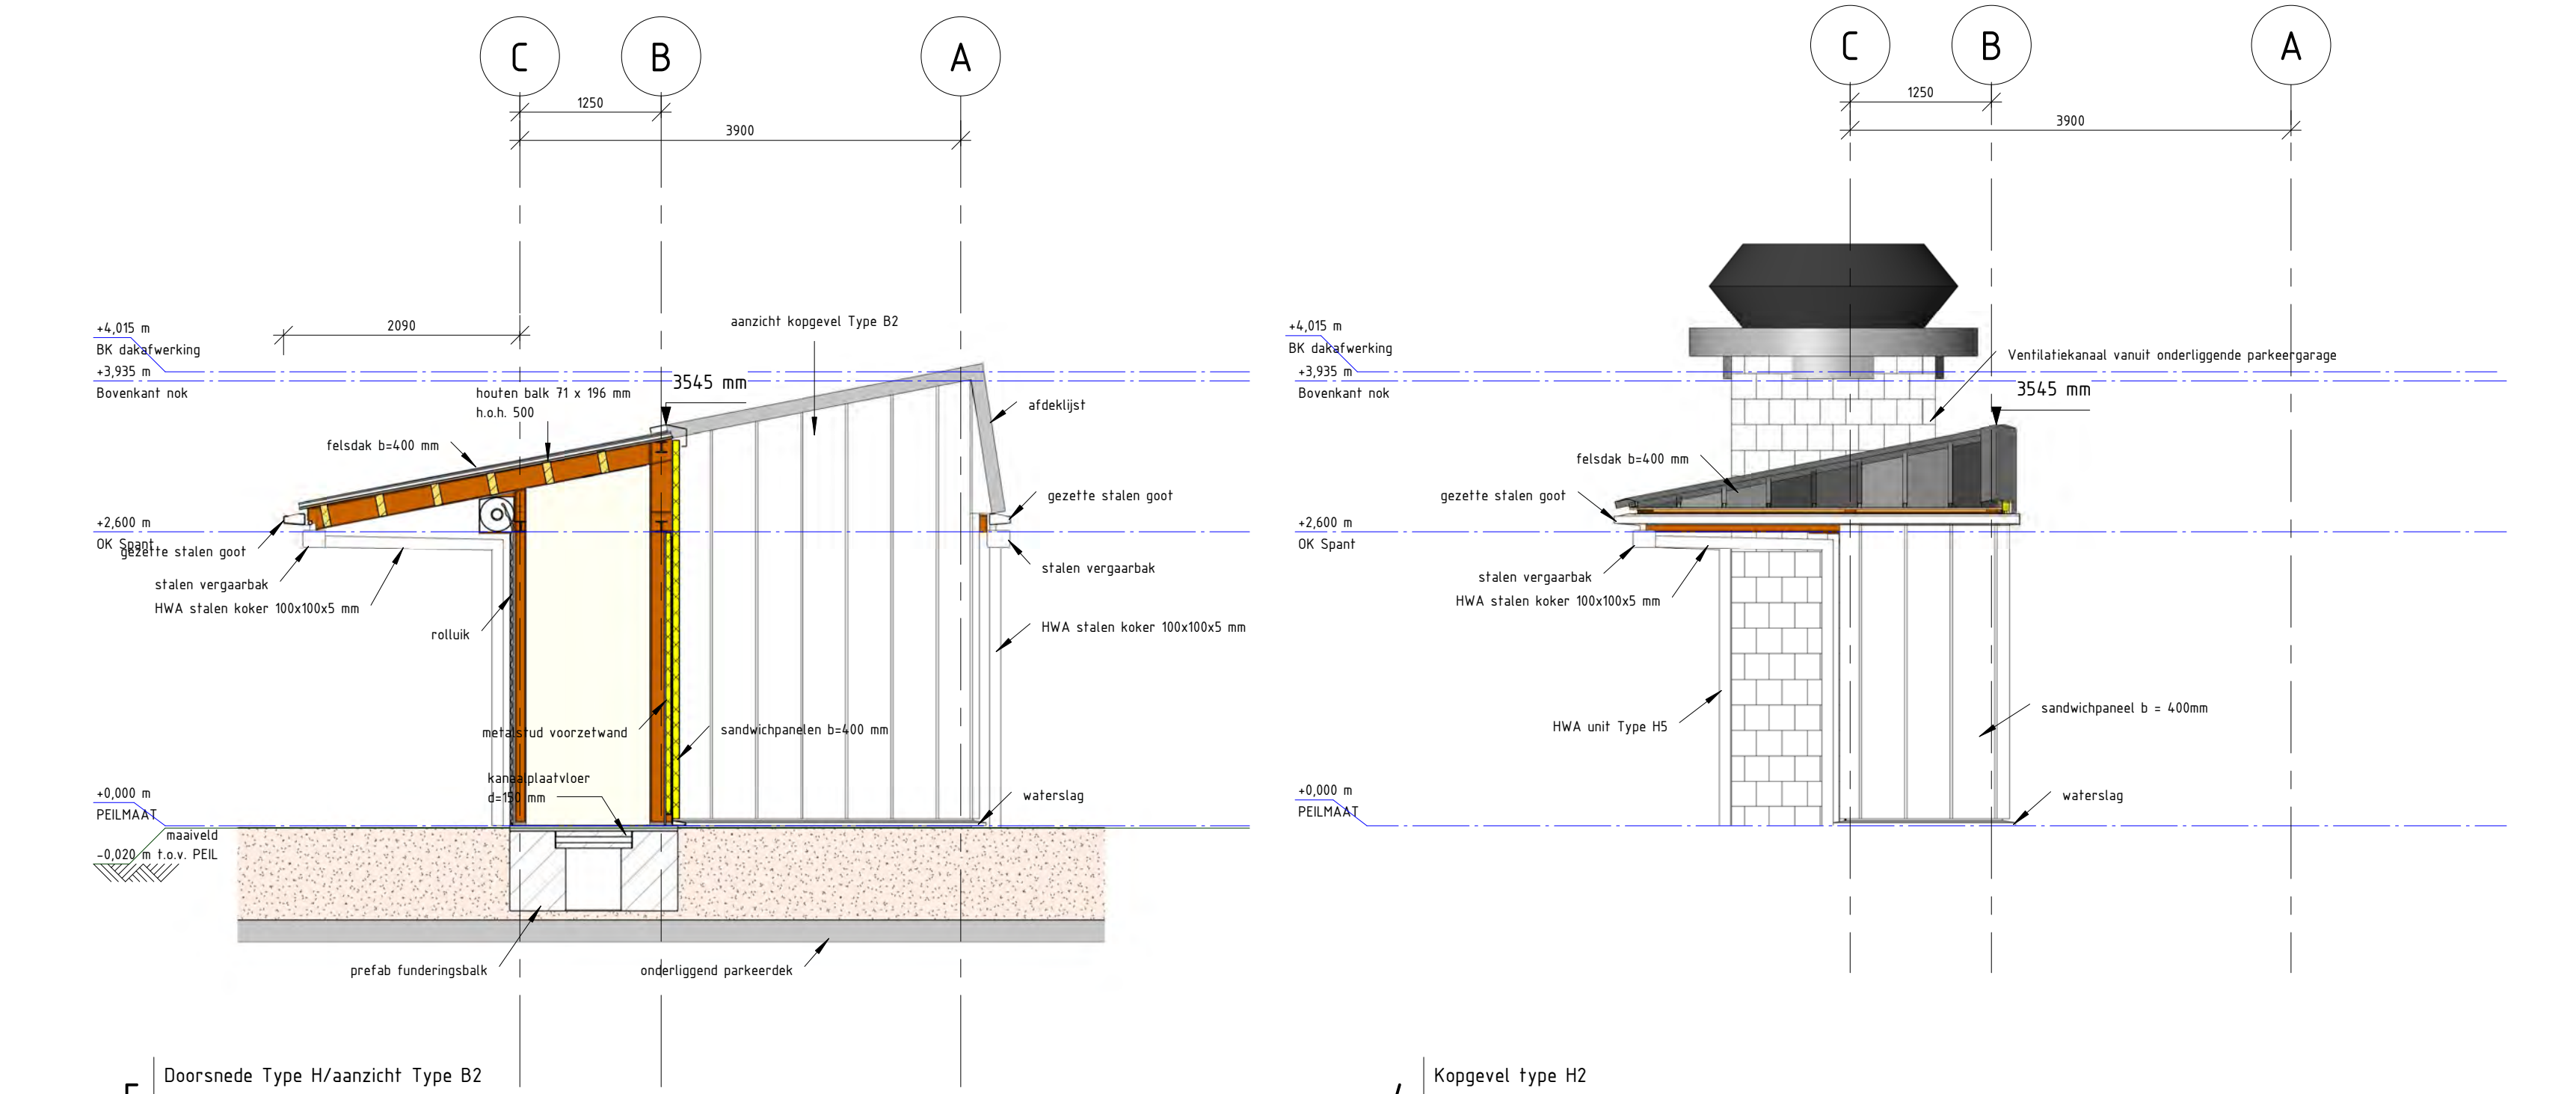 C
B
A
1250
3900
2090
+4,015 m
BK dakafwerking
+3,935 m
Bovenkant nok
aanzicht kopgevel Type B2
3545 mm
houten balk 71 x 196 mm
h.o.h. 500
felsdak b=400 mm
afdeklijst
gezette stalen goot
+2,600 m
OK Spant
gezette stalen goot
stalen vergaarbak
HWA stalen koker 100x100x5 mm
rolluik
stalen vergaarbak
HWA stalen koker 100x100x5 mm
metalstud voorzetwand
sandwichpanelen b=400 mm
kanaalplaatvloer
d=150 mm
waterslag
+0,000 m
PEILMAAT
maaiveld
-0,020 m t.o.v. PEIL
prefab funderingsbalk
onderliggend parkeerdek
Doorsnede Type H/aanzicht Type B2
C
B
A
1250
3900
+4,015 m
BK dakafwerking
+3,935 m
Bovenkant nok
Ventilatiekanaal vanuit onderliggende parkeergarage
3545 mm
felsdak b=400 mm
gezette stalen goot
+2,600 m
OK Spant
stalen vergaarbak
HWA stalen koker 100x100x5 mm
HWA unit Type H5
sandwichpaneel b = 400mm
+0,000 m
PEILMAAT
waterslag
Kopgevel type H2